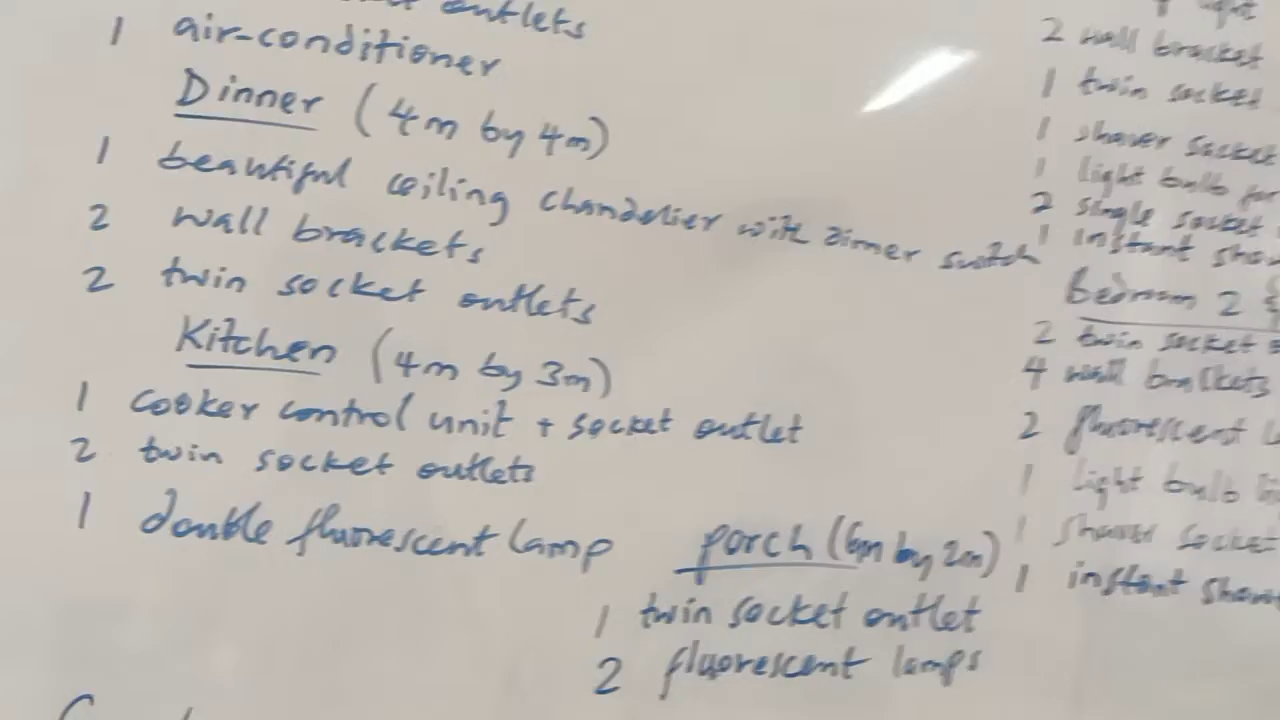 outlets
1 air-conditioner
Dinner (4m by 4m)
1 beautiful ceiling chandelier with dimmer switch
2 wall brackets
2 twin socket outlets
Kitchen (4m by 3m)
1 cooker control unit + socket outlet
2 twin socket outlets
1 double fluorescent lamp
porch (6m by 2m)
1 twin socket outlet
2 fluorescent lamps
light
2 wall bracket
1 twin socket
1 shaver socket
1 light bulb for
2 single socket
1 instant
Bedroom 2
2 twin socket
4 wall brackets
2 fluorescent
1 light bulb
1 shaver socket
1 instant